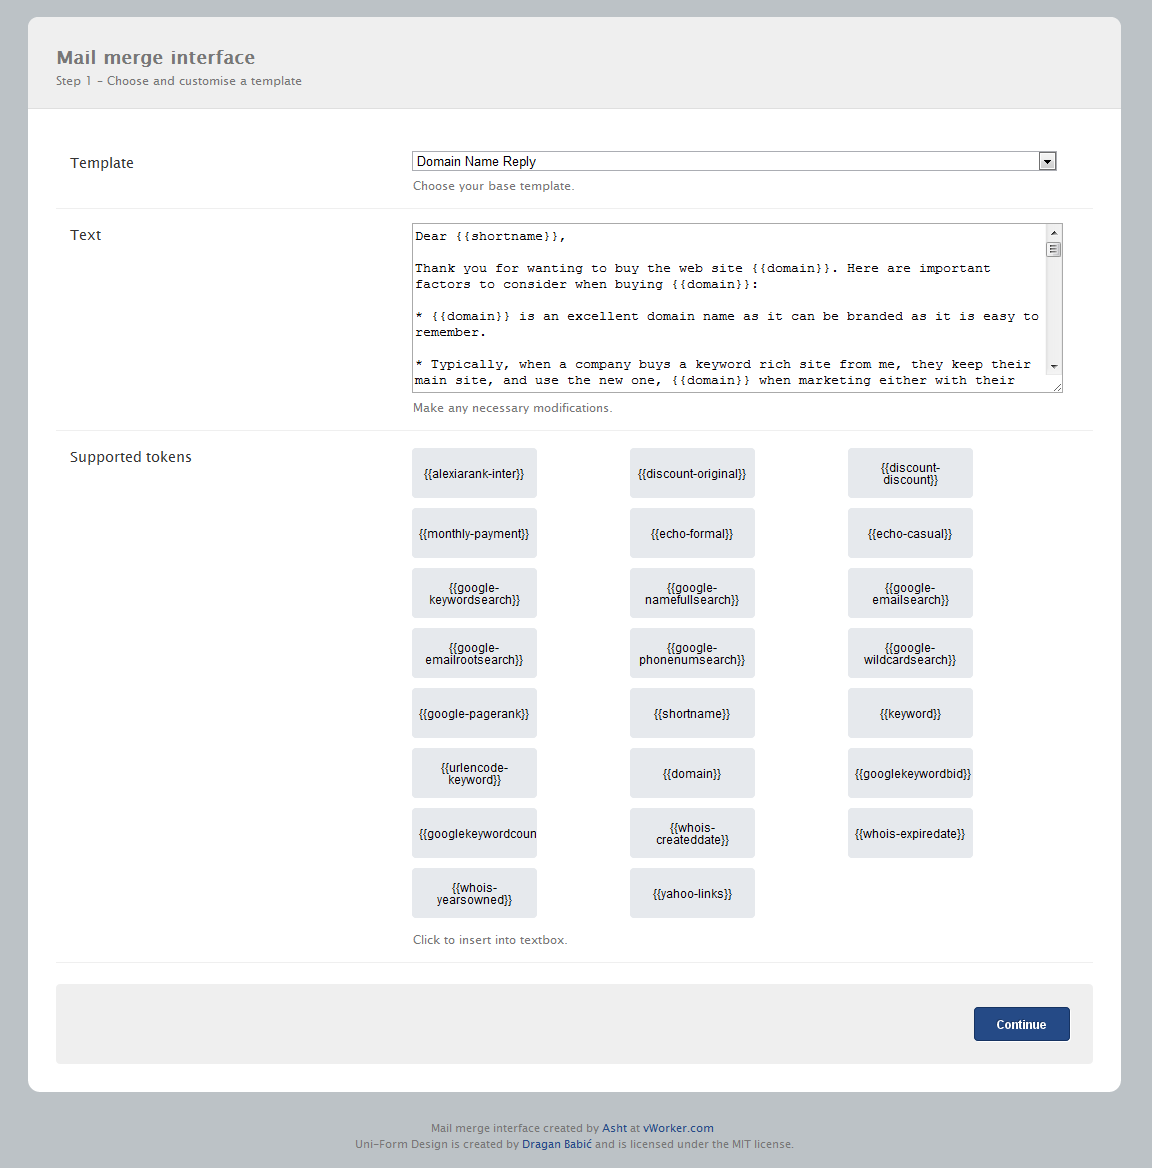 Mail merge interface
Step 1 - Choose and customise a template
Template
Domain Name Reply
Choose your base template.
Text
Dear {{shortname}},
Thank you for wanting to buy the web site {{domain}}. Here are important
factors to consider when buying {{domain}}:
* {{domain}} is an excellent domain name as it can be branded as it is easy to
remember.
* Typically, when a company buys a keyword rich site from me, they keep their
main site, and use the new one, {{domain}} when marketing either with their
Make any necessary modifications.
Supported tokens
{{alexiarank-inter}}
{{discount-original}}
{{discount-
discount}}
{{monthly-payment}}
{{echo-formal}}
{{echo-casual}}
{{google-
keywordsearch}}
{{google-
namefullsearch}}
{{google-
emailsearch}}
{{google-
emailrootsearch}}
{{google-
phonenumsearch}}
{{google-
wildcardsearch}}
{{google-pagerank}}
{{shortname}}
{{keyword}}
{{urlencode-
keyword}}
{{domain}}
{{googlekeywordbid}}
{{googlekeywordcoun
{{whois-
createddate}}
{{whois-expiredate}}
{{whois-
yearsowned}}
{{yahoo-links}}
Click to insert into textbox.
Continue
Mail merge interface created by Asht at vWorker.com
Uni-Form Design is created by Dragan Babić and is licensed under the MIT license.